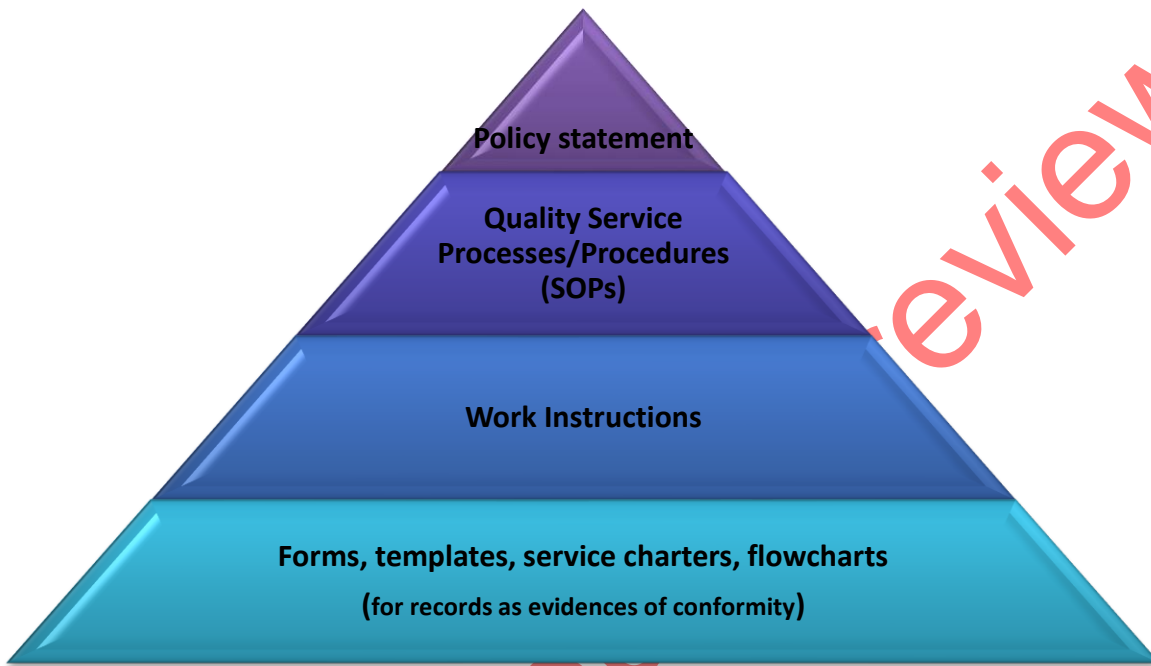 Policy statement
Quality Service
Processes/Procedures
(SOPs)
Work Instructions
Forms, templates, service charters, flowcharts
(for records as evidences of conformity)